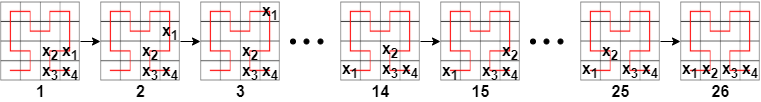 x₂ x₁
x₃ x₄
1
x₁
x₂
x₃ x₄
2
x₁
x₂
x₃ x₄
3
x₂
x₁ x₃ x₄
14
x₂
x₁ x₃ x₄
15
x₂
x₁ x₃ x₄
25
x₁ x₂ x₃ x₄
26